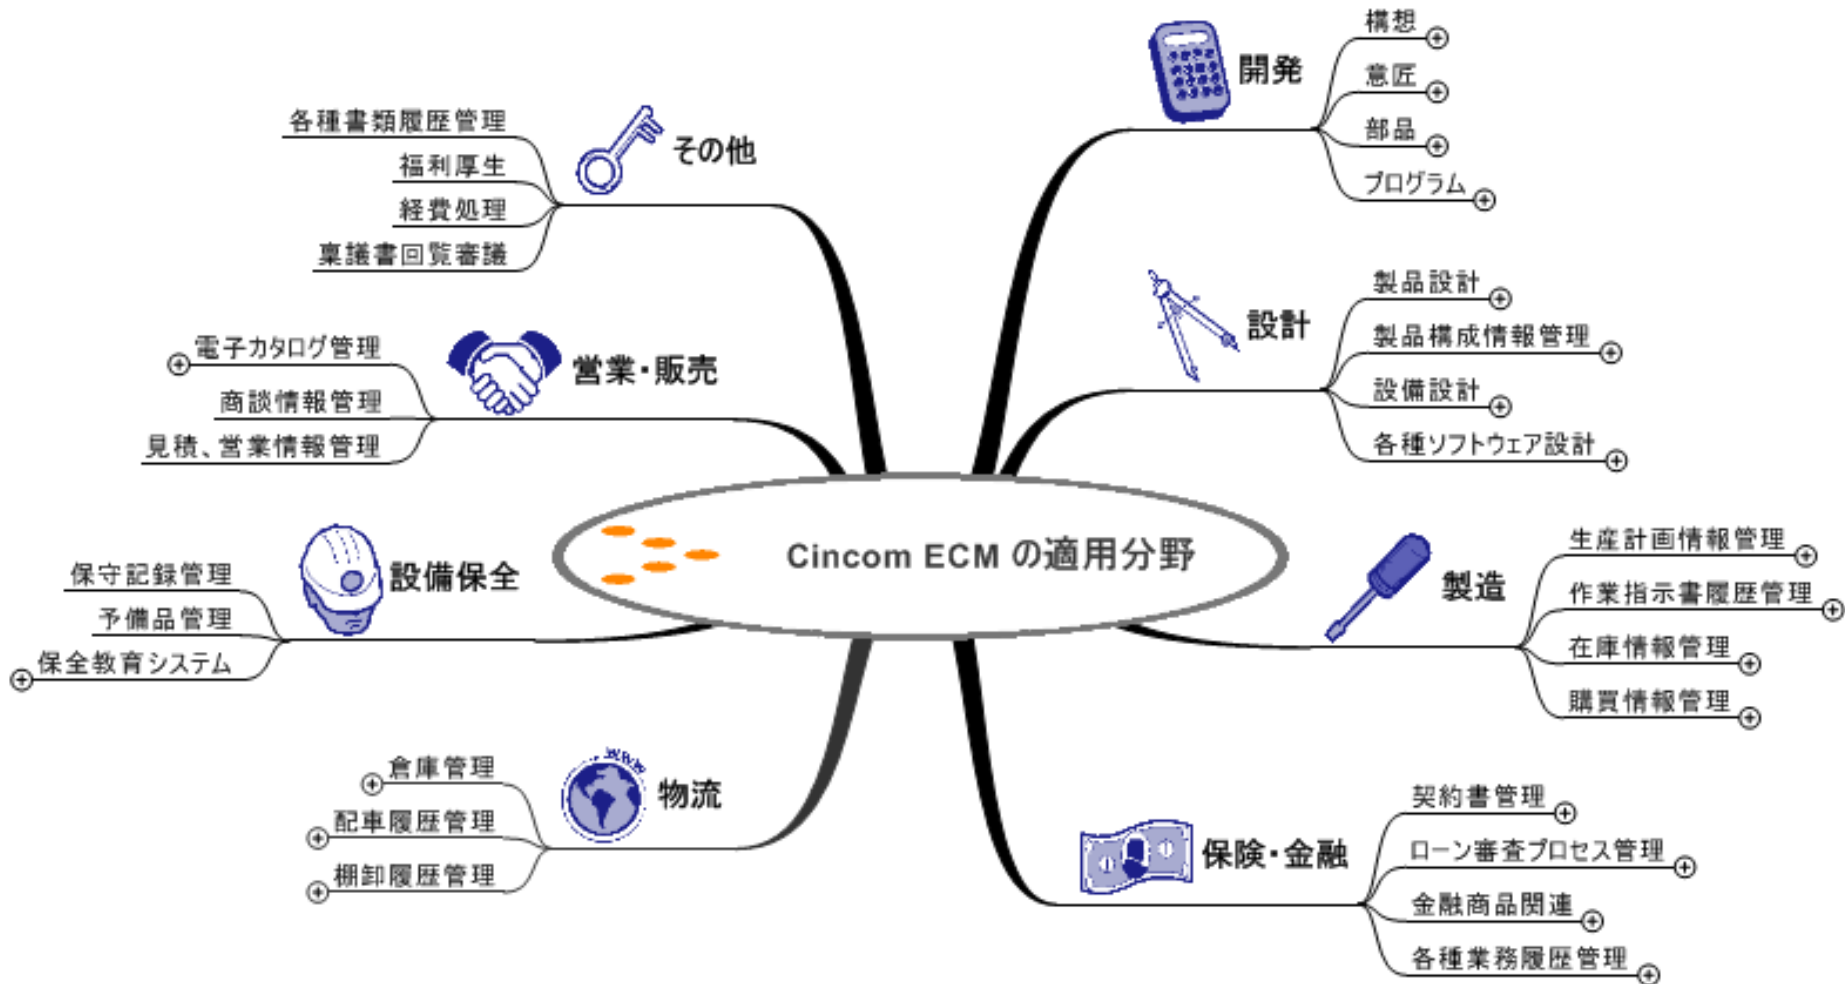 Cincom ECM の適用分野
開発
構想
意匠
部品
プログラム
設計
製品設計
製品構成情報管理
設備設計
各種ソフトウェア設計
製造
生産計画情報管理
作業指示書履歴管理
在庫情報管理
購買情報管理
保険・金融
契約書管理
ローン審査プロセス管理
金融商品関連
各種業務履歴管理
その他
各種書類履歴管理
福利厚生
経費処理
稟議書回覧審議
営業・販売
電子カタログ管理
商談情報管理
見積、営業情報管理
設備保全
保守記録管理
予備品管理
保全教育システム
物流
www
倉庫管理
配車履歴管理
棚卸履歴管理